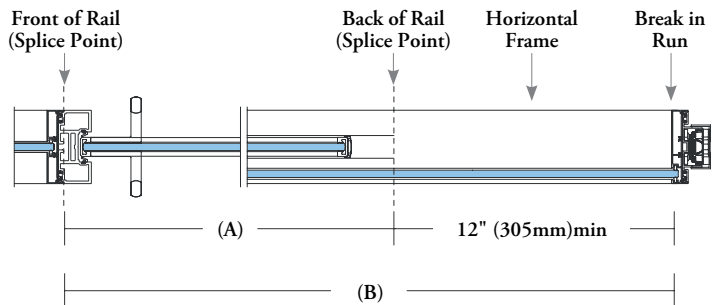 Front of Rail
(Splice Point)
Back of Rail
(Splice Point)
Horizontal
Frame
Break in
Run
(A)
12" (305mm)min
(B)